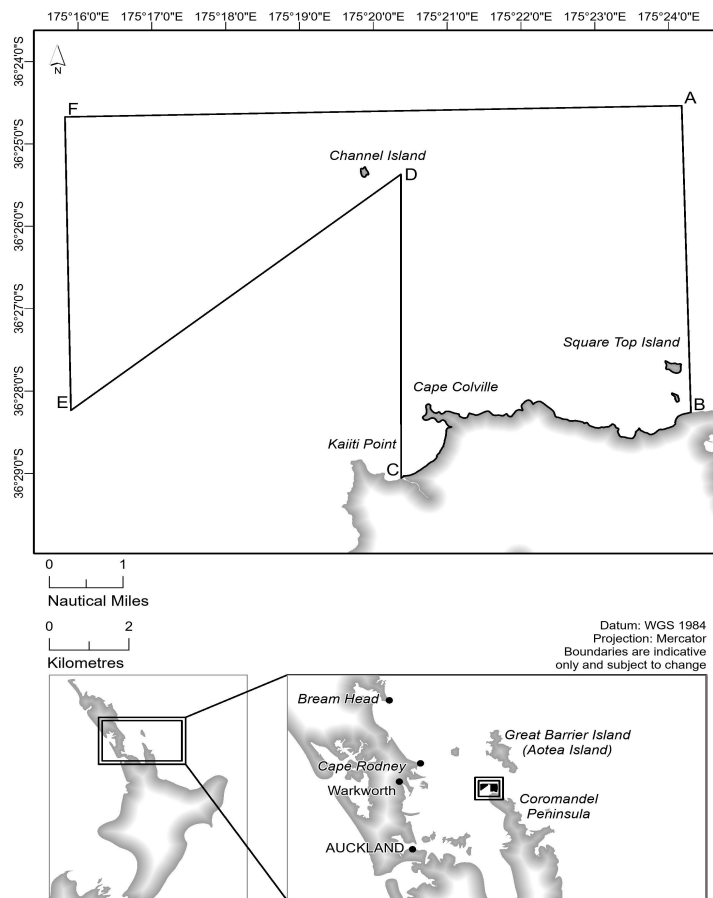 175°16'0"E 175°17'0"E 175°18'0"E 175°19'0"E 175°20'0"E 175°21'0"E 175°22'0"E 175°23'0"E 175°24'0"E
36°24'0"S
36°25'0"S
36°26'0"S
36°27'0"S
36°28'0"S
36°29'0"S
N
F
A
Channel Island
D
Square Top Island
Cape Colville
E
B
Kaiiti Point
C
0 1
Nautical Miles
0 2
Kilometres
Datum: WGS 1984
Projection: Mercator
Boundaries are indicative
only and subject to change
Bream Head
Great Barrier Island
(Aotea Island)
Cape Rodney
Warkworth
Coromandel
Peninsula
AUCKLAND